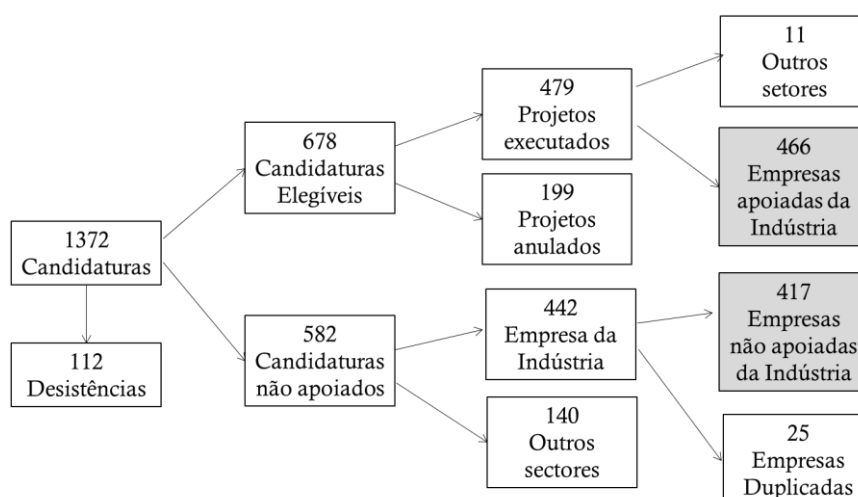 1372
Candidaturas
112
Desistências
678
Candidaturas
Elegíveis
582
Candidaturas
não apoiados
479
Projetos
executados
199
Projetos
anulados
442
Empresa da
Indústria
140
Outros
sectores
11
Outros
setores
466
Empresas
apoiadas da
Indústria
417
Empresas
não apoiadas
da Indústria
25
Empresas
Duplicadas